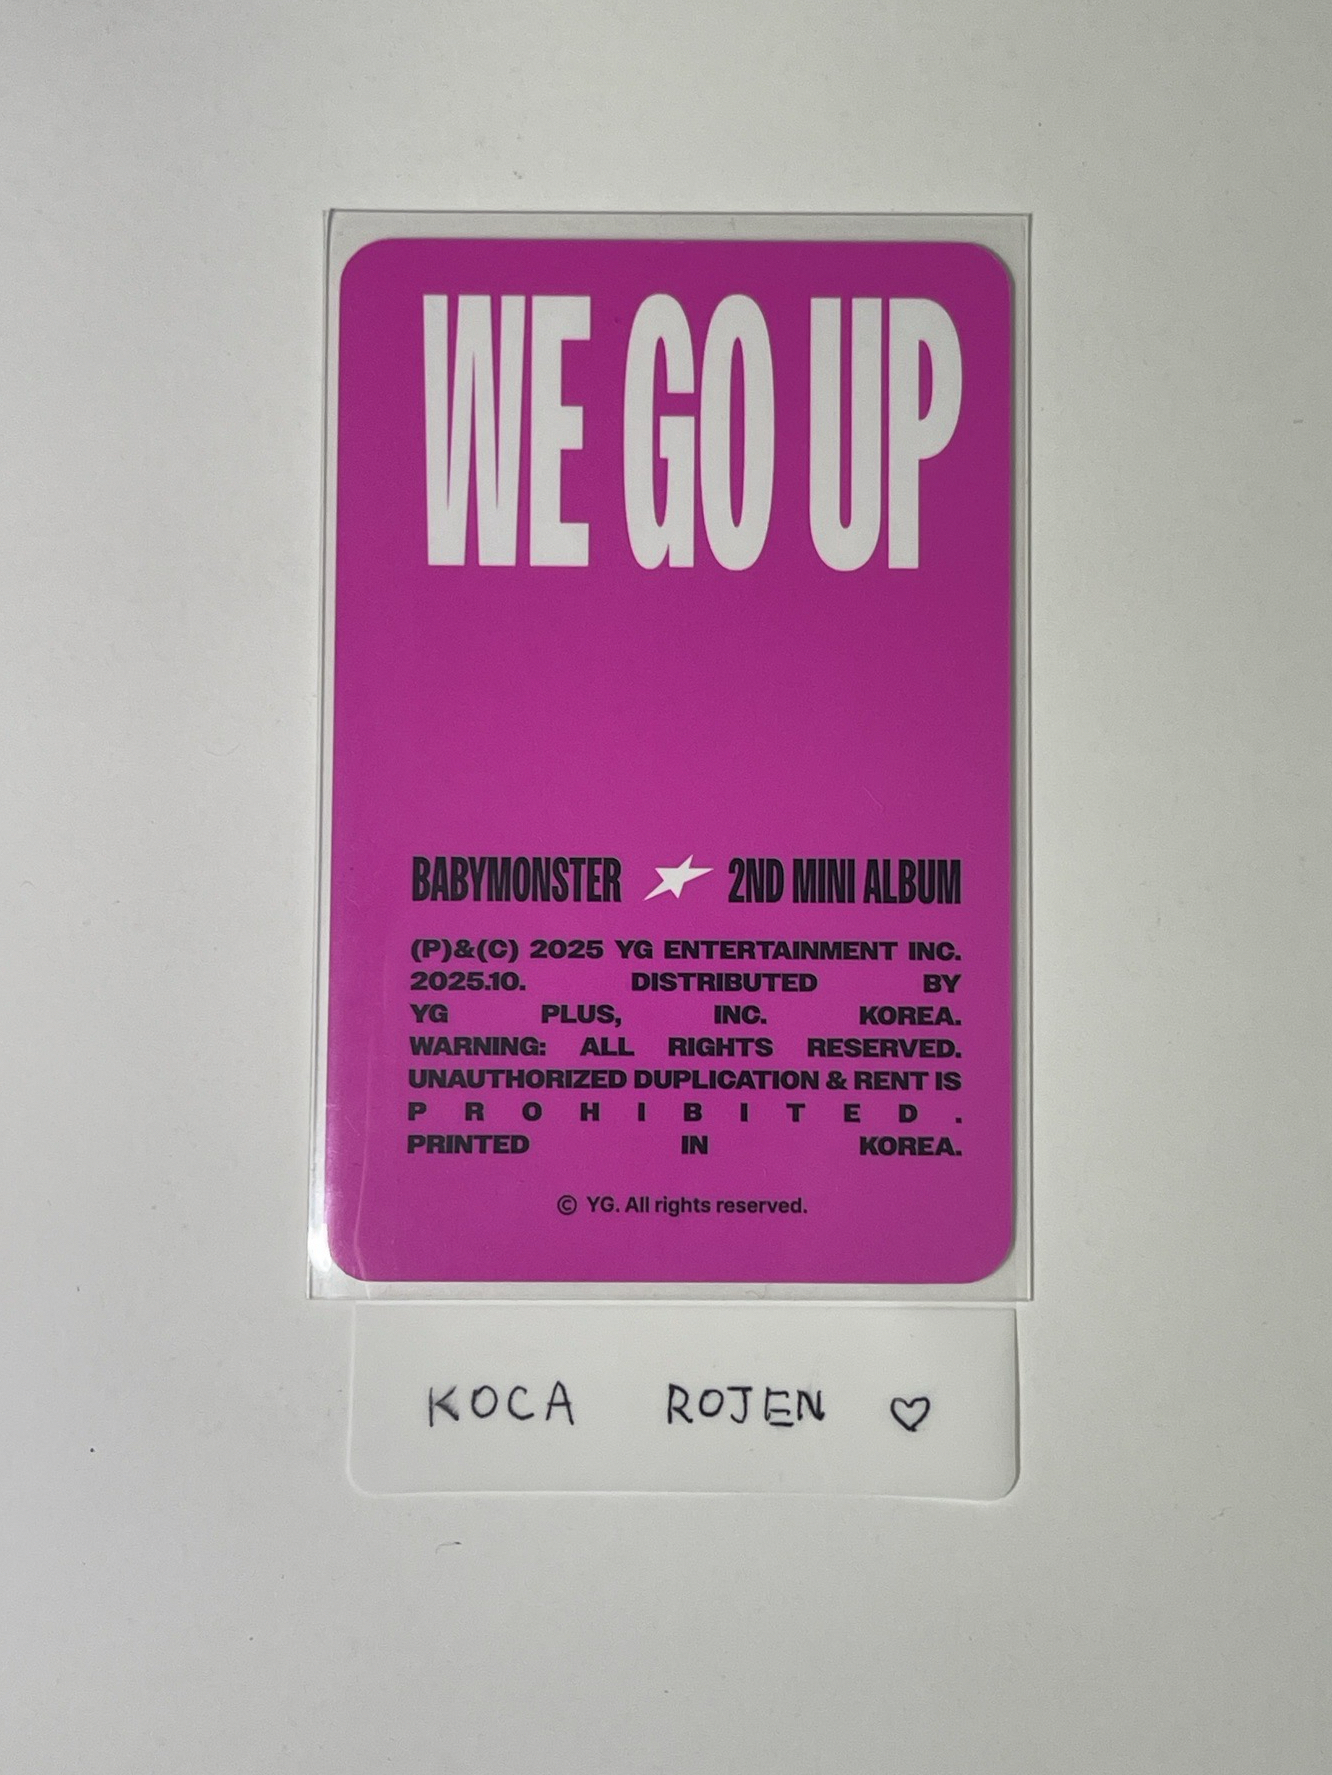 WE GO UP
BABYMONSTER 2ND MINI ALBUM
(P)&(C) 2025 YG ENTERTAINMENT INC.
2025.10. DISTRIBUTED BY
YG PLUS, INC. KOREA.
WARNING: ALL RIGHTS RESERVED.
UNAUTHORIZED DUPLICATION & RENT IS
P R O H I B I T E D .
PRINTED IN KOREA.
© YG. All rights reserved.
KOCA ROJEN ♡